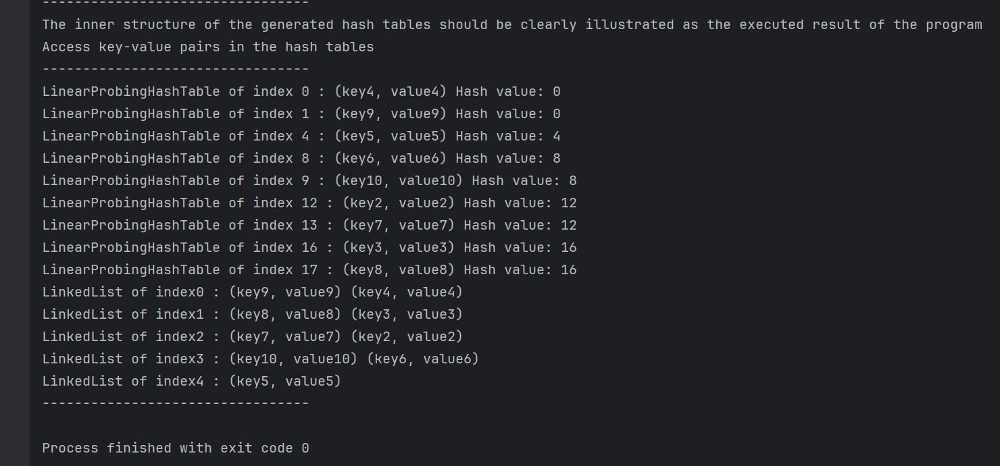 ---------------------------------
The inner structure of the generated hash tables should be clearly illustrated as the executed result of the program
Access key-value pairs in the hash tables
---------------------------------
LinearProbingHashTable of index 0 : (key4, value4) Hash value: 0
LinearProbingHashTable of index 1 : (key9, value9) Hash value: 0
LinearProbingHashTable of index 4 : (key5, value5) Hash value: 4
LinearProbingHashTable of index 8 : (key6, value6) Hash value: 8
LinearProbingHashTable of index 9 : (key10, value10) Hash value: 8
LinearProbingHashTable of index 12 : (key2, value2) Hash value: 12
LinearProbingHashTable of index 13 : (key7, value7) Hash value: 12
LinearProbingHashTable of index 16 : (key3, value3) Hash value: 16
LinearProbingHashTable of index 17 : (key8, value8) Hash value: 16
LinkedList of index0 : (key9, value9) (key4, value4)
LinkedList of index1 : (key8, value8) (key3, value3)
LinkedList of index2 : (key7, value7) (key2, value2)
LinkedList of index3 : (key10, value10) (key6, value6)
LinkedList of index4 : (key5, value5)
---------------------------------
Process finished with exit code 0